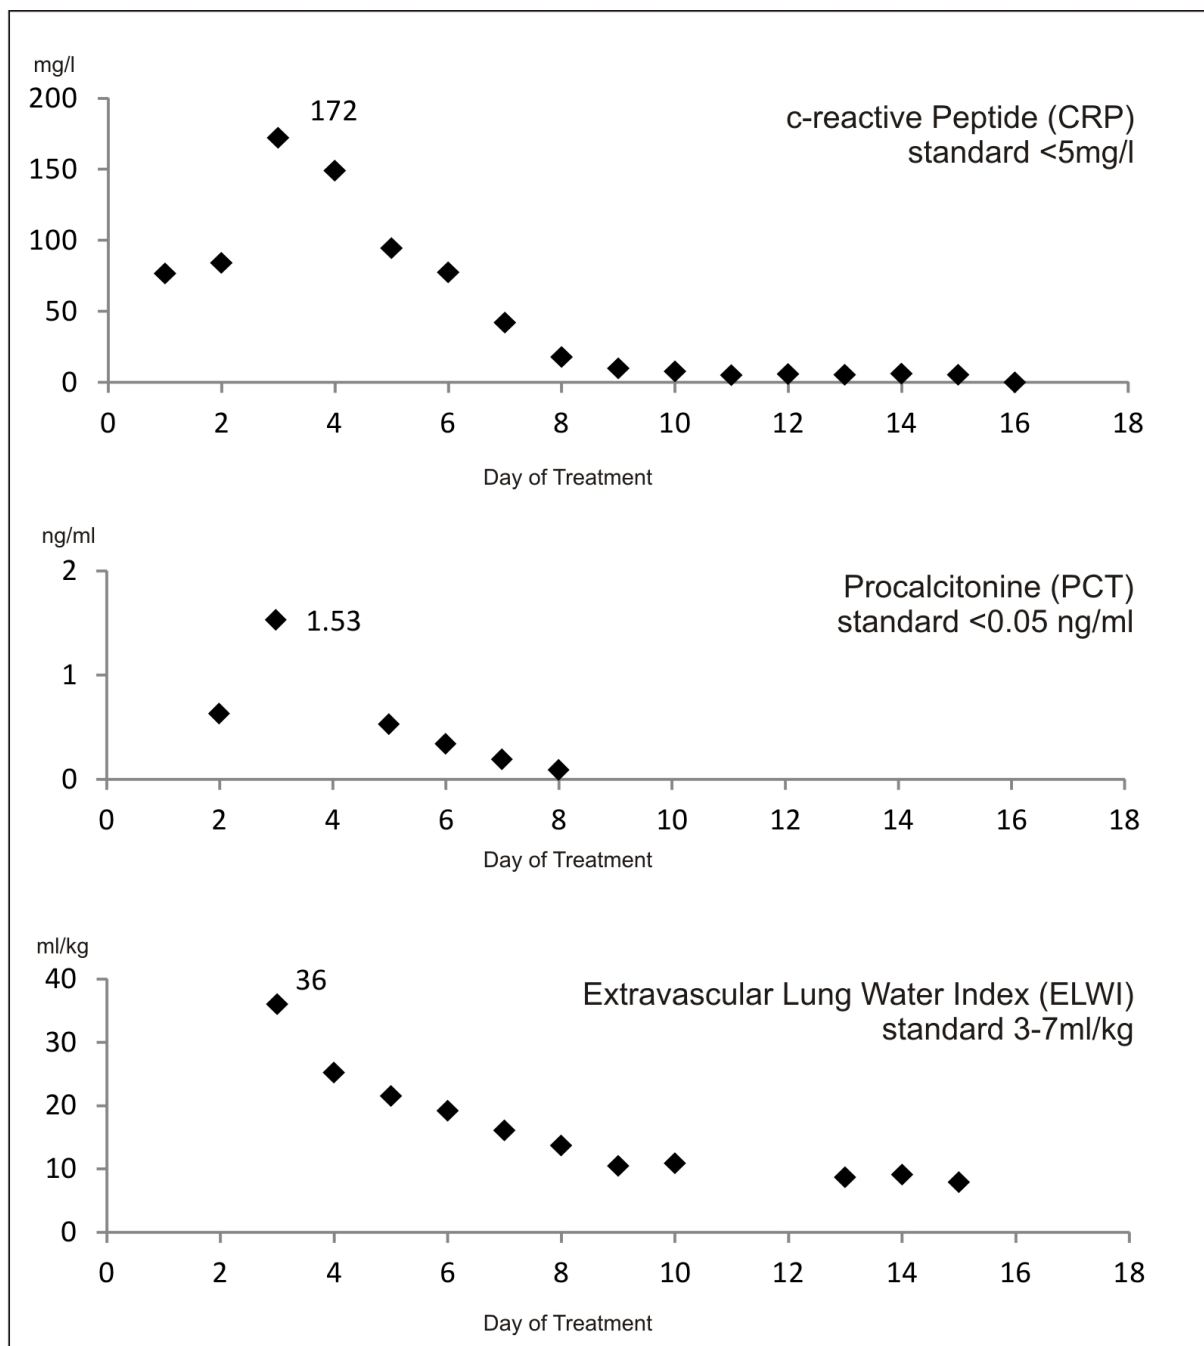 mg/l
200
172
c-reactive Peptide (CRP)
standard <5mg/l
150
100
50
0
0 2 4 6 8 10 12 14 16 18
Day of Treatment
ng/ml
2
Procalcitonine (PCT)
1.53
standard <0.05 ng/ml
1
0
0 2 4 6 8 10 12 14 16 18
Day of Treatment
ml/kg
40
36
Extravascular Lung Water Index (ELWI)
standard 3-7ml/kg
30
20
10
0
0 2 4 6 8 10 12 14 16 18
Day of Treatment